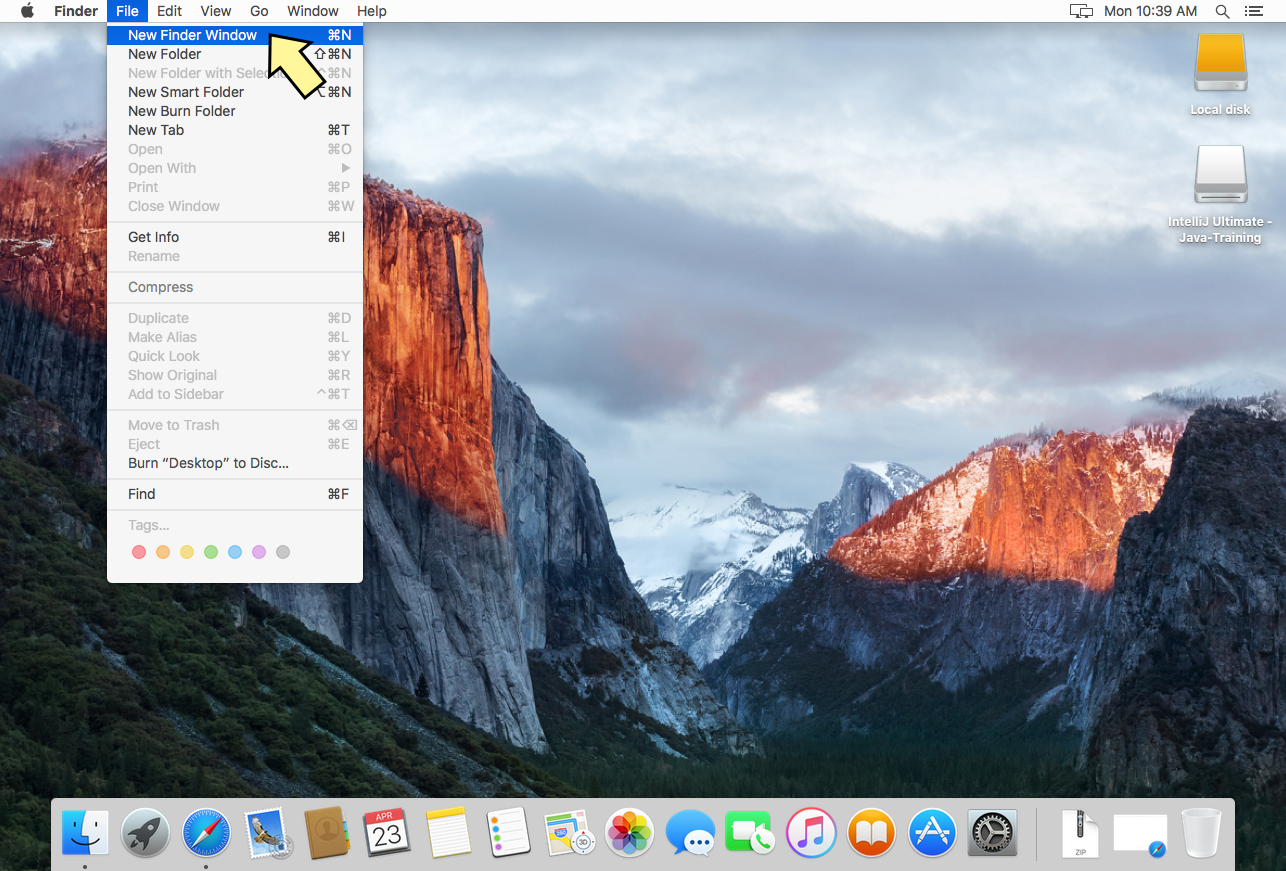 Finder File Edit View Go Window Help Mon 10:39 AM
New Finder Window ⌘N
New Folder ⇧⌘N
New Folder with Selec ^⌘N
New Smart Folder ⌥⌘N
New Burn Folder
New Tab ⌘T
Open ⌘O
Open With
Print ⌘P
Close Window ⌘W
Get Info ⌘I
Rename
Compress
Duplicate ⌘D
Make Alias ⌘L
Quick Look ⌘Y
Show Original ⌘R
Add to Sidebar ^⌘T
Move to Trash ⌘⌫
Eject ⌘E
Burn “Desktop” to Disc...
Find ⌘F
Tags...
Local disk
IntelliJ Ultimate -
Java-Training
APR
23
280
3D
ZIP